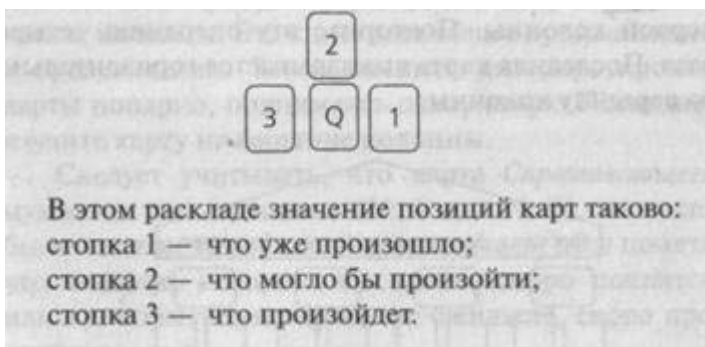 2
3 Q 1
В этом раскладе значение позиций карт таково:
стопка 1 — что уже произошло;
стопка 2 — что могло бы произойти;
стопка 3 — что произойдет.